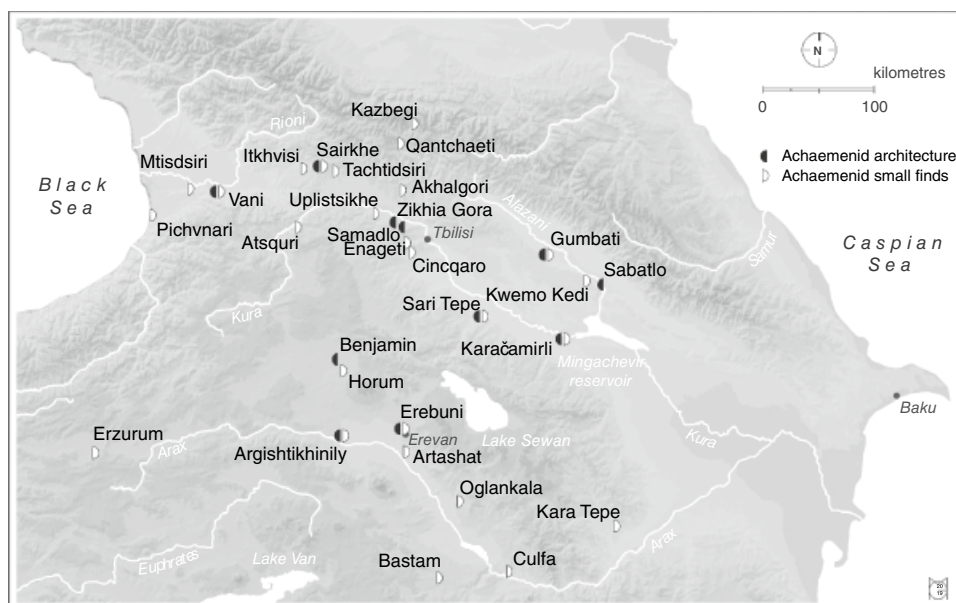 N
kilometres
0 100
Achaemenid architecture
Achaemenid small finds
Black
Sea
Caspian
Sea
Kazbegi
Rioni
Qantchaeti
Itkhvisi
Sairkhe
Mtisdsiri
Tachtidsiri
Akhalgori
Vani
Uplistsikhe
Zikhia Gora
Alazani
Pichvnari
Atsquri
Samadlo
Tbilisi
Enageti
Cincqaro
Gumbati
Samur
Sabatlo
Kwemo Kedi
Sari Tepe
Kura
Karačamirli
Mingachevir
reservoir
Benjamin
Horum
Baku
Erebuni
Erevan
Lake Sewan
Kura
Erzurum
Arax
Argishtikhinily
Artashat
Oglankala
Kara Tepe
Arax
Euphrates
Lake Van
Bastam
Culfa
20
19